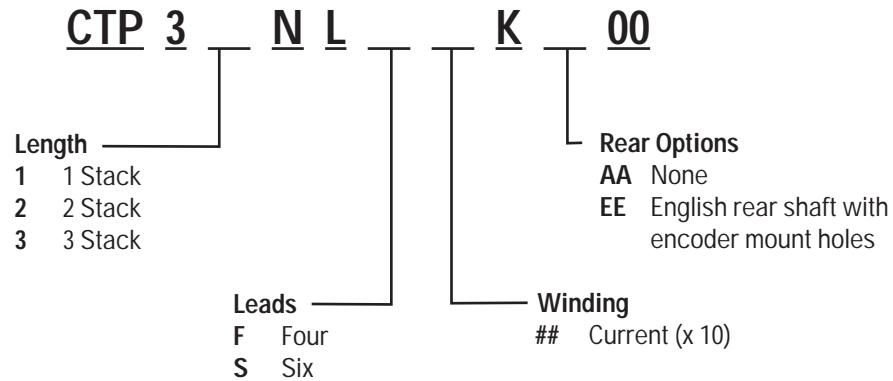 CTP 3 _ N L _ _ K _ 00
Length
1 1 Stack
2 2 Stack
3 3 Stack
Rear Options
AA None
EE English rear shaft with
encoder mount holes
Leads
F Four
S Six
Winding
## Current (x 10)